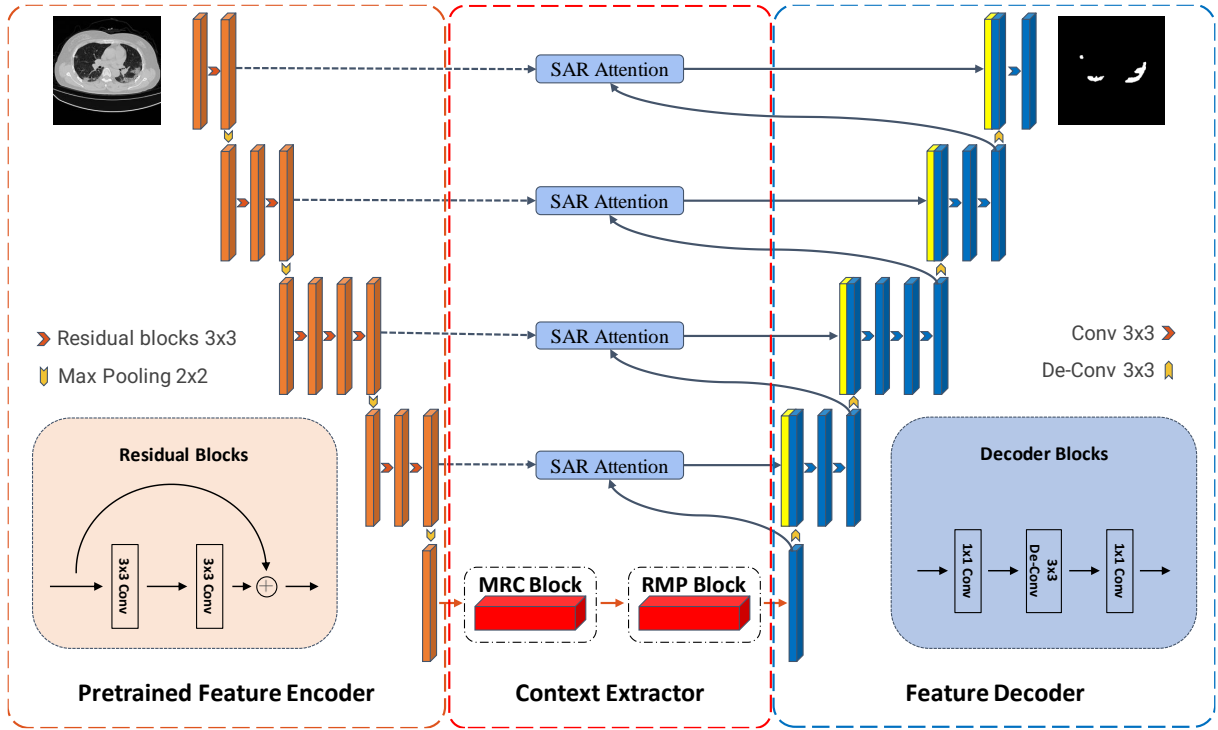 SAR Attention
SAR Attention
SAR Attention
Residual blocks 3x3
Max Pooling 2x2
Conv 3x3
De-Conv 3x3
SAR Attention
Residual Blocks
3x3 Conv
3x3 Conv
Decoder Blocks
1x1 Conv
3x3
De-Conv
1x1 Conv
MRC Block
RMP Block
Pretrained Feature Encoder
Context Extractor
Feature Decoder